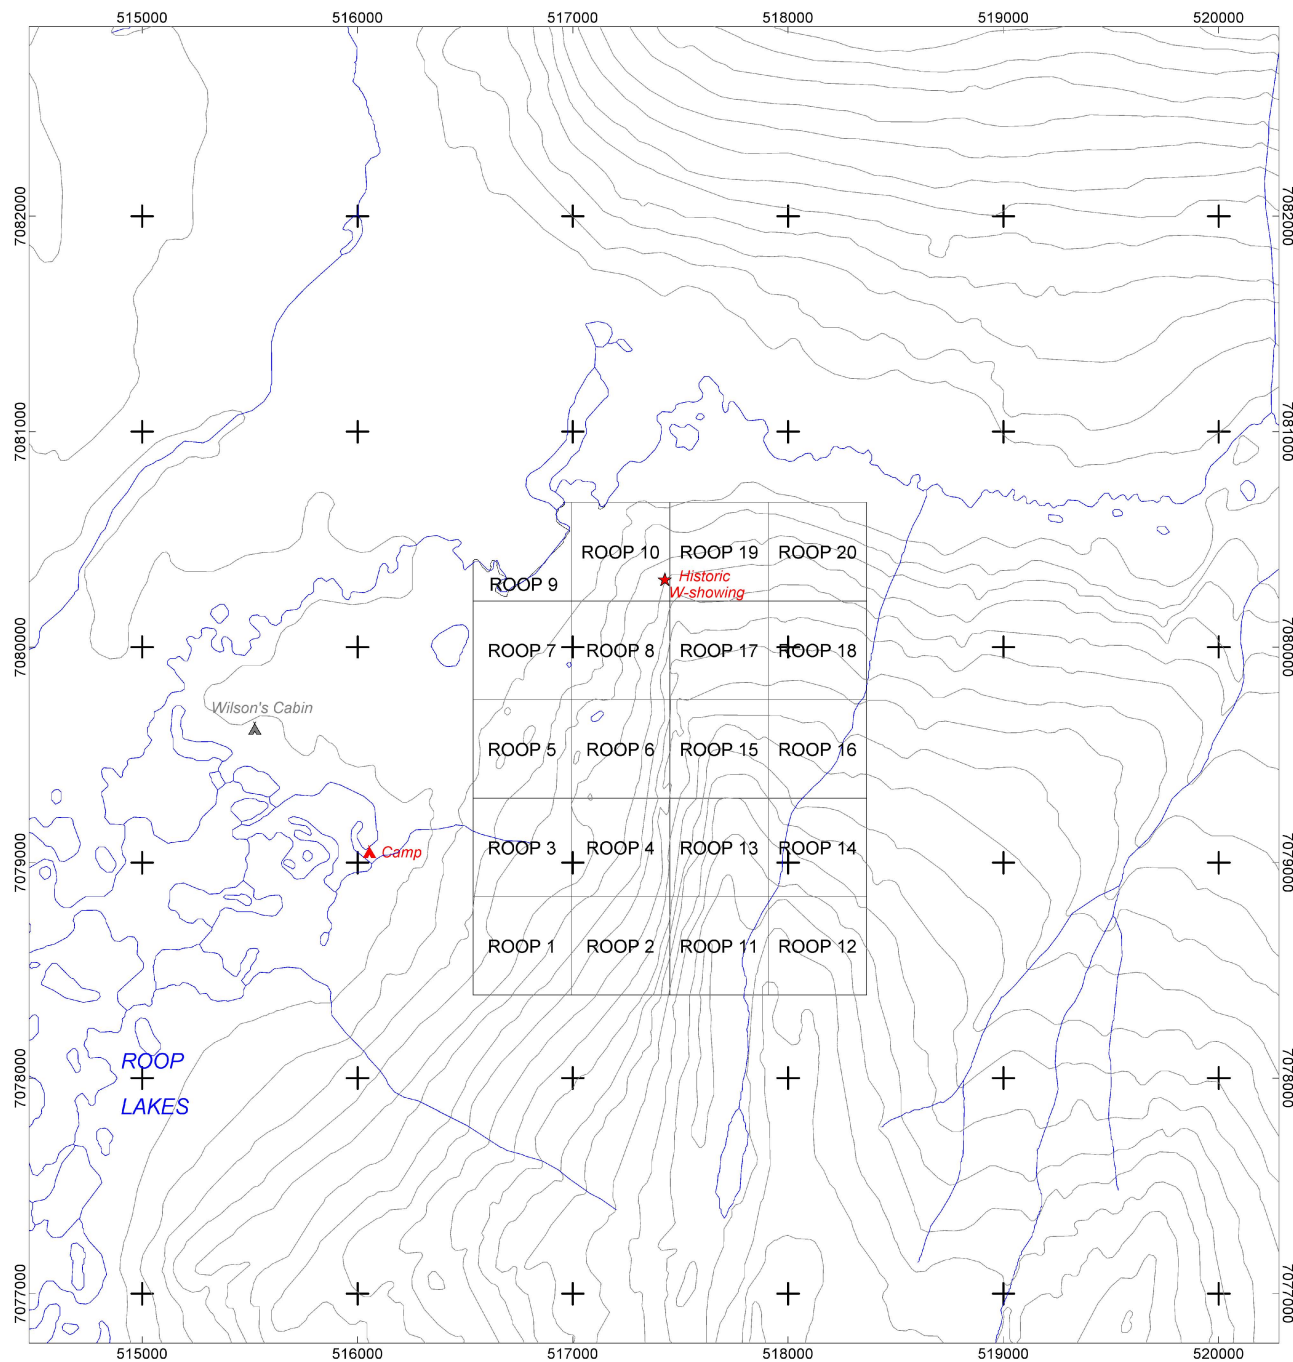 515000 516000 517000 518000 519000 520000
7082000 7082000
7081000 7081000
ROOP 10 ROOP 19 ROOP 20
Historic
ROOP 9 W-showing
7080000 ROOP 7 ROOP 8 ROOP 17 ROOP 18 7080000
Wilson's Cabin
ROOP 5 ROOP 6 ROOP 15 ROOP 16
7079000 Camp ROOP 3 ROOP 4 ROOP 13 ROOP 14 7079000
ROOP 1 ROOP 2 ROOP 11 ROOP 12
ROOP
7078000 7078000
LAKES
7077000 7077000
515000 516000 517000 518000 519000 520000